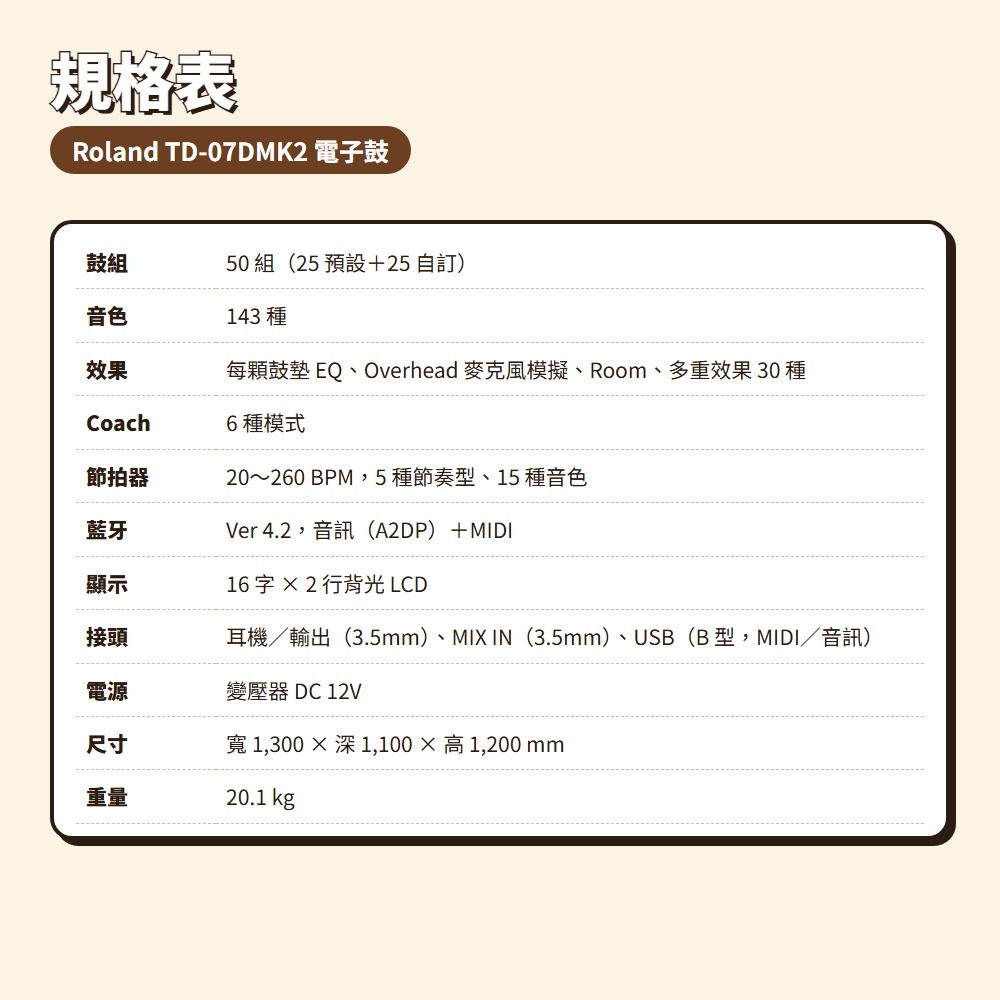 規格表
Roland TD-07DMK2 電子鼓
鼓組 50 組（25 預設＋25 自訂）
音色 143 種
效果 每顆鼓墊 EQ、Overhead 麥克風模擬、Room、多重效果 30 種
Coach 6 種模式
節拍器 20～260 BPM，5 種節奏型、15 種音色
藍牙 Ver 4.2，音訊（A2DP）＋MIDI
顯示 16 字 × 2 行背光 LCD
接頭 耳機／輸出（3.5mm）、MIX IN（3.5mm）、USB（B 型，MIDI／音訊）
電源 變壓器 DC 12V
尺寸 寬 1,300 × 深 1,100 × 高 1,200 mm
重量 20.1 kg